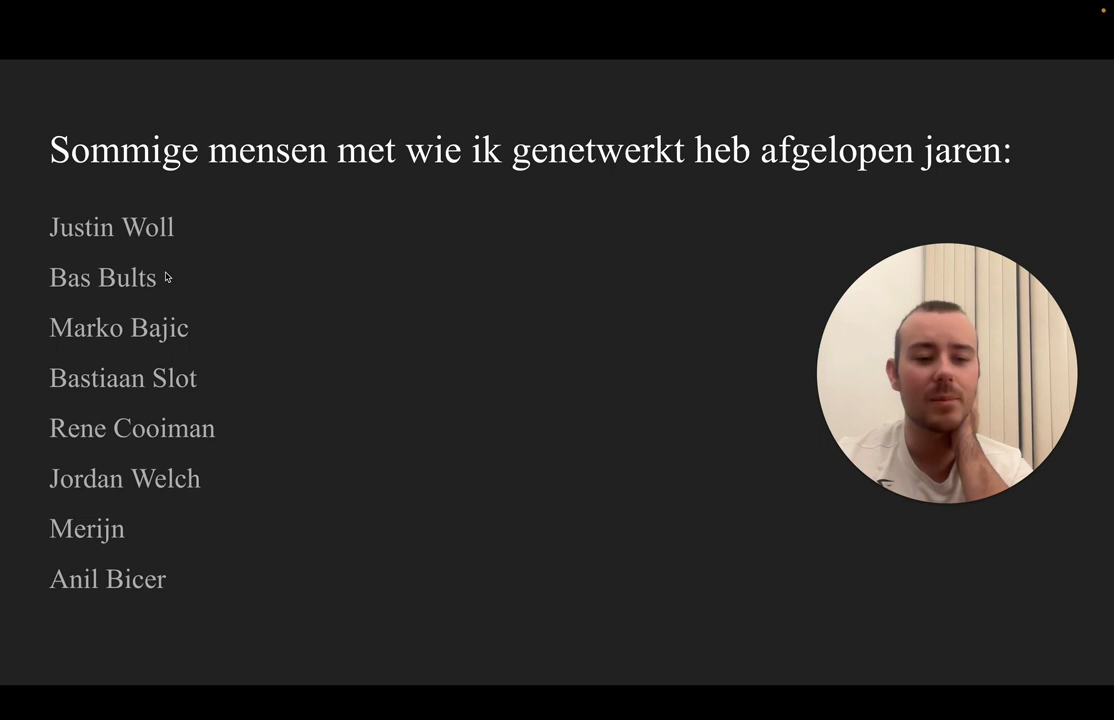 Sommige mensen met wie ik genetwerkt heb afgelopen jaren:
Justin Woll
Bas Bults
Marko Bajic
Bastiaan Slot
Rene Cooiman
Jordan Welch
Merijn
Anil Bicer